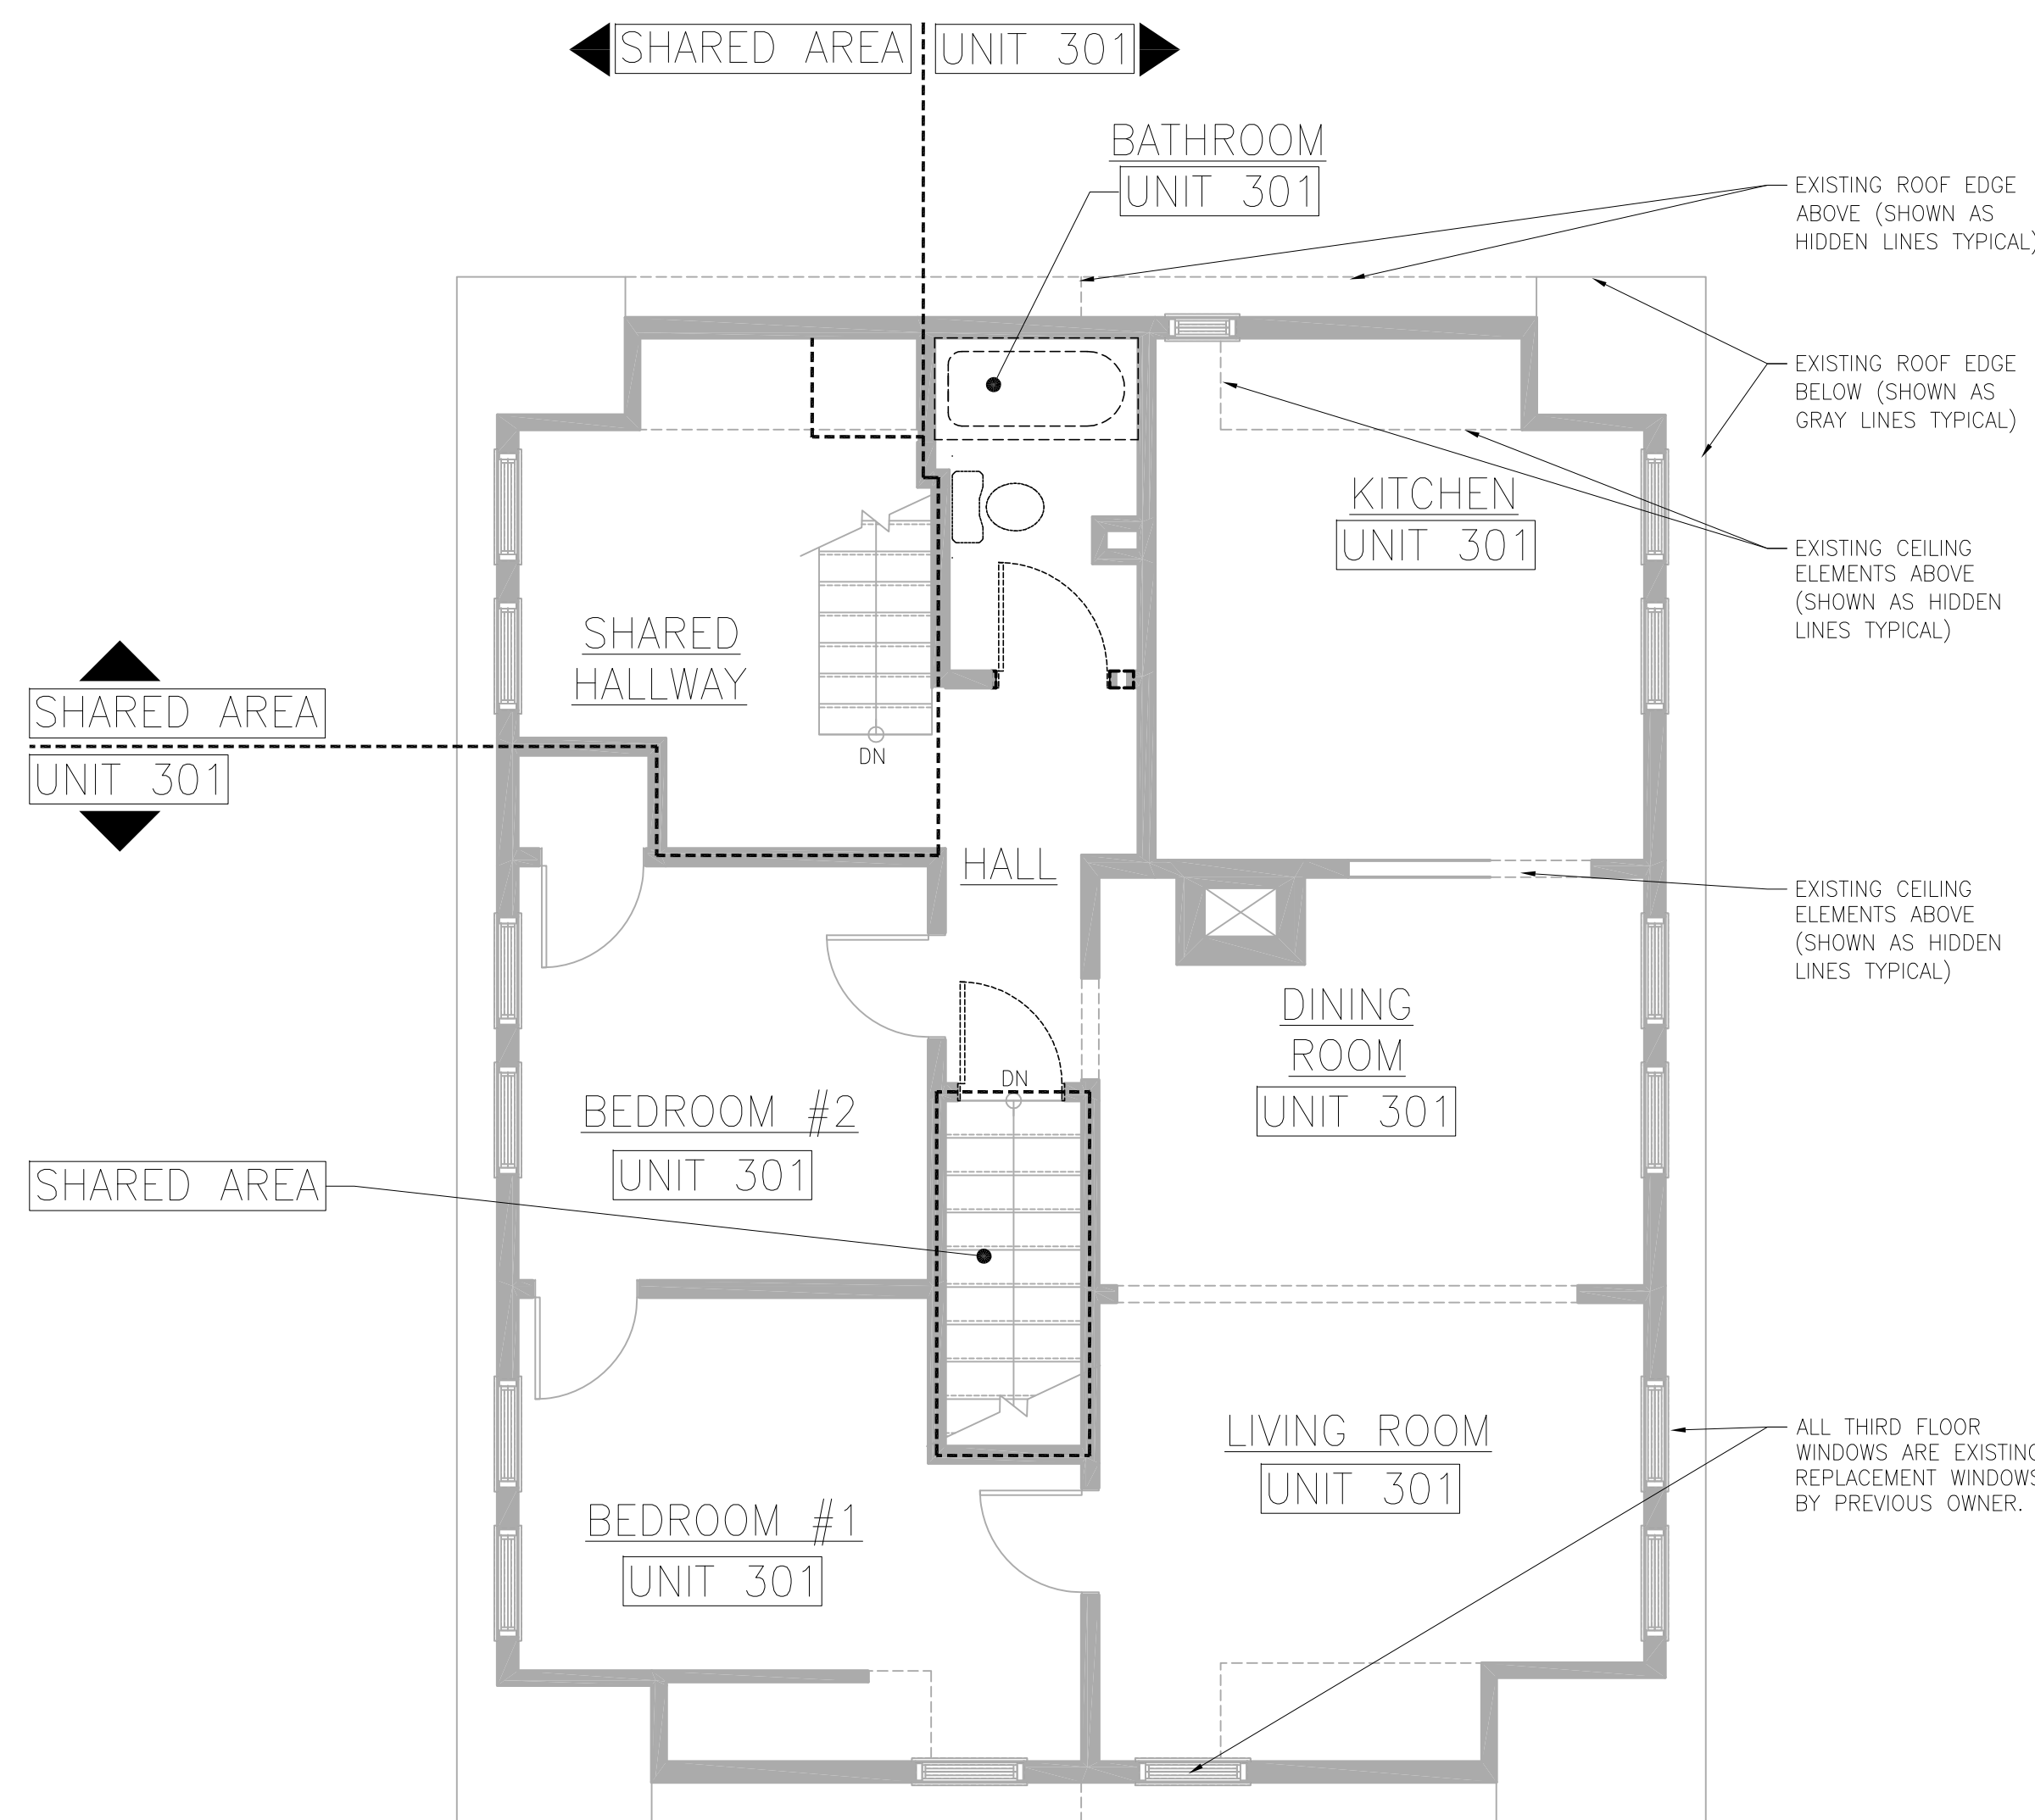 SHARED AREA
UNIT 301
BATHROOM
UNIT 301
EXISTING ROOF EDGE
ABOVE (SHOWN AS
HIDDEN LINES TYPICAL)
EXISTING ROOF EDGE
BELOW (SHOWN AS
GRAY LINES TYPICAL)
KITCHEN
UNIT 301
EXISTING CEILING
ELEMENTS ABOVE
(SHOWN AS HIDDEN
LINES TYPICAL)
SHARED
HALLWAY
SHARED AREA
UNIT 301
DN
HALL
EXISTING CEILING
ELEMENTS ABOVE
(SHOWN AS HIDDEN
LINES TYPICAL)
DINING
ROOM
UNIT 301
DN
BEDROOM #2
UNIT 301
SHARED AREA
LIVING ROOM
UNIT 301
ALL THIRD FLOOR
WINDOWS ARE EXISTING
REPLACEMENT WINDOWS
BY PREVIOUS OWNER.
BEDROOM #1
UNIT 301